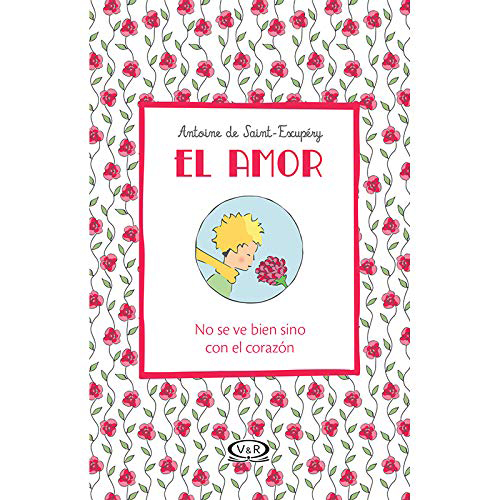 Antoine de Saint-Exupéry
EL AMOR
No se ve bien sino
con el corazón
V&R